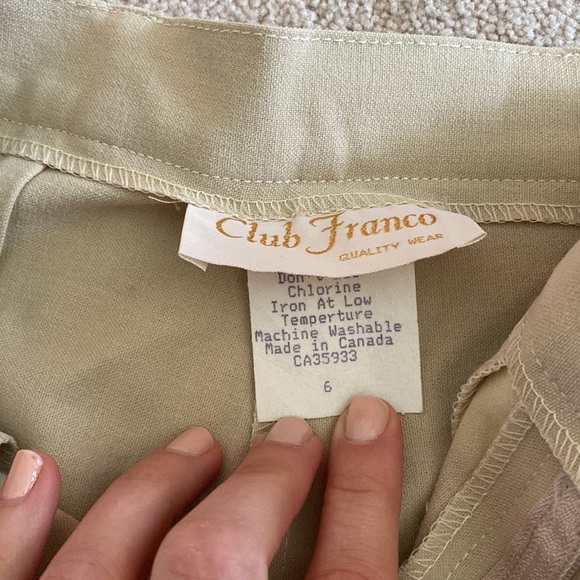 Club Franco
QUALITY WEAR
Chlorine
Iron At Low
Temperture
Machine Washable
Made in Canada
CA35933
6